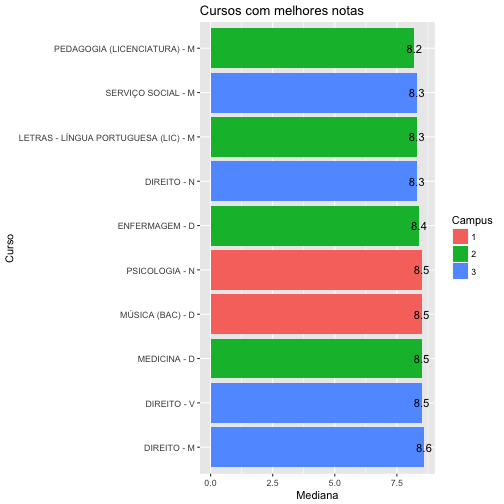 Cursos com melhores notas
Curso
PEDAGOGIA (LICENCIATURA) - M 8.2
SERVIÇO SOCIAL - M 8.3
LETRAS - LÍNGUA PORTUGUESA (LIC) - M 8.3
DIREITO - N 8.3
ENFERMAGEM - D 8.4
PSICOLOGIA - N 8.5
MÚSICA (BAC) - D 8.5
MEDICINA - D 8.5
DIREITO - V 8.5
DIREITO - M 8.6
0.0 2.5 5.0 7.5
Mediana
Campus
1
2
3